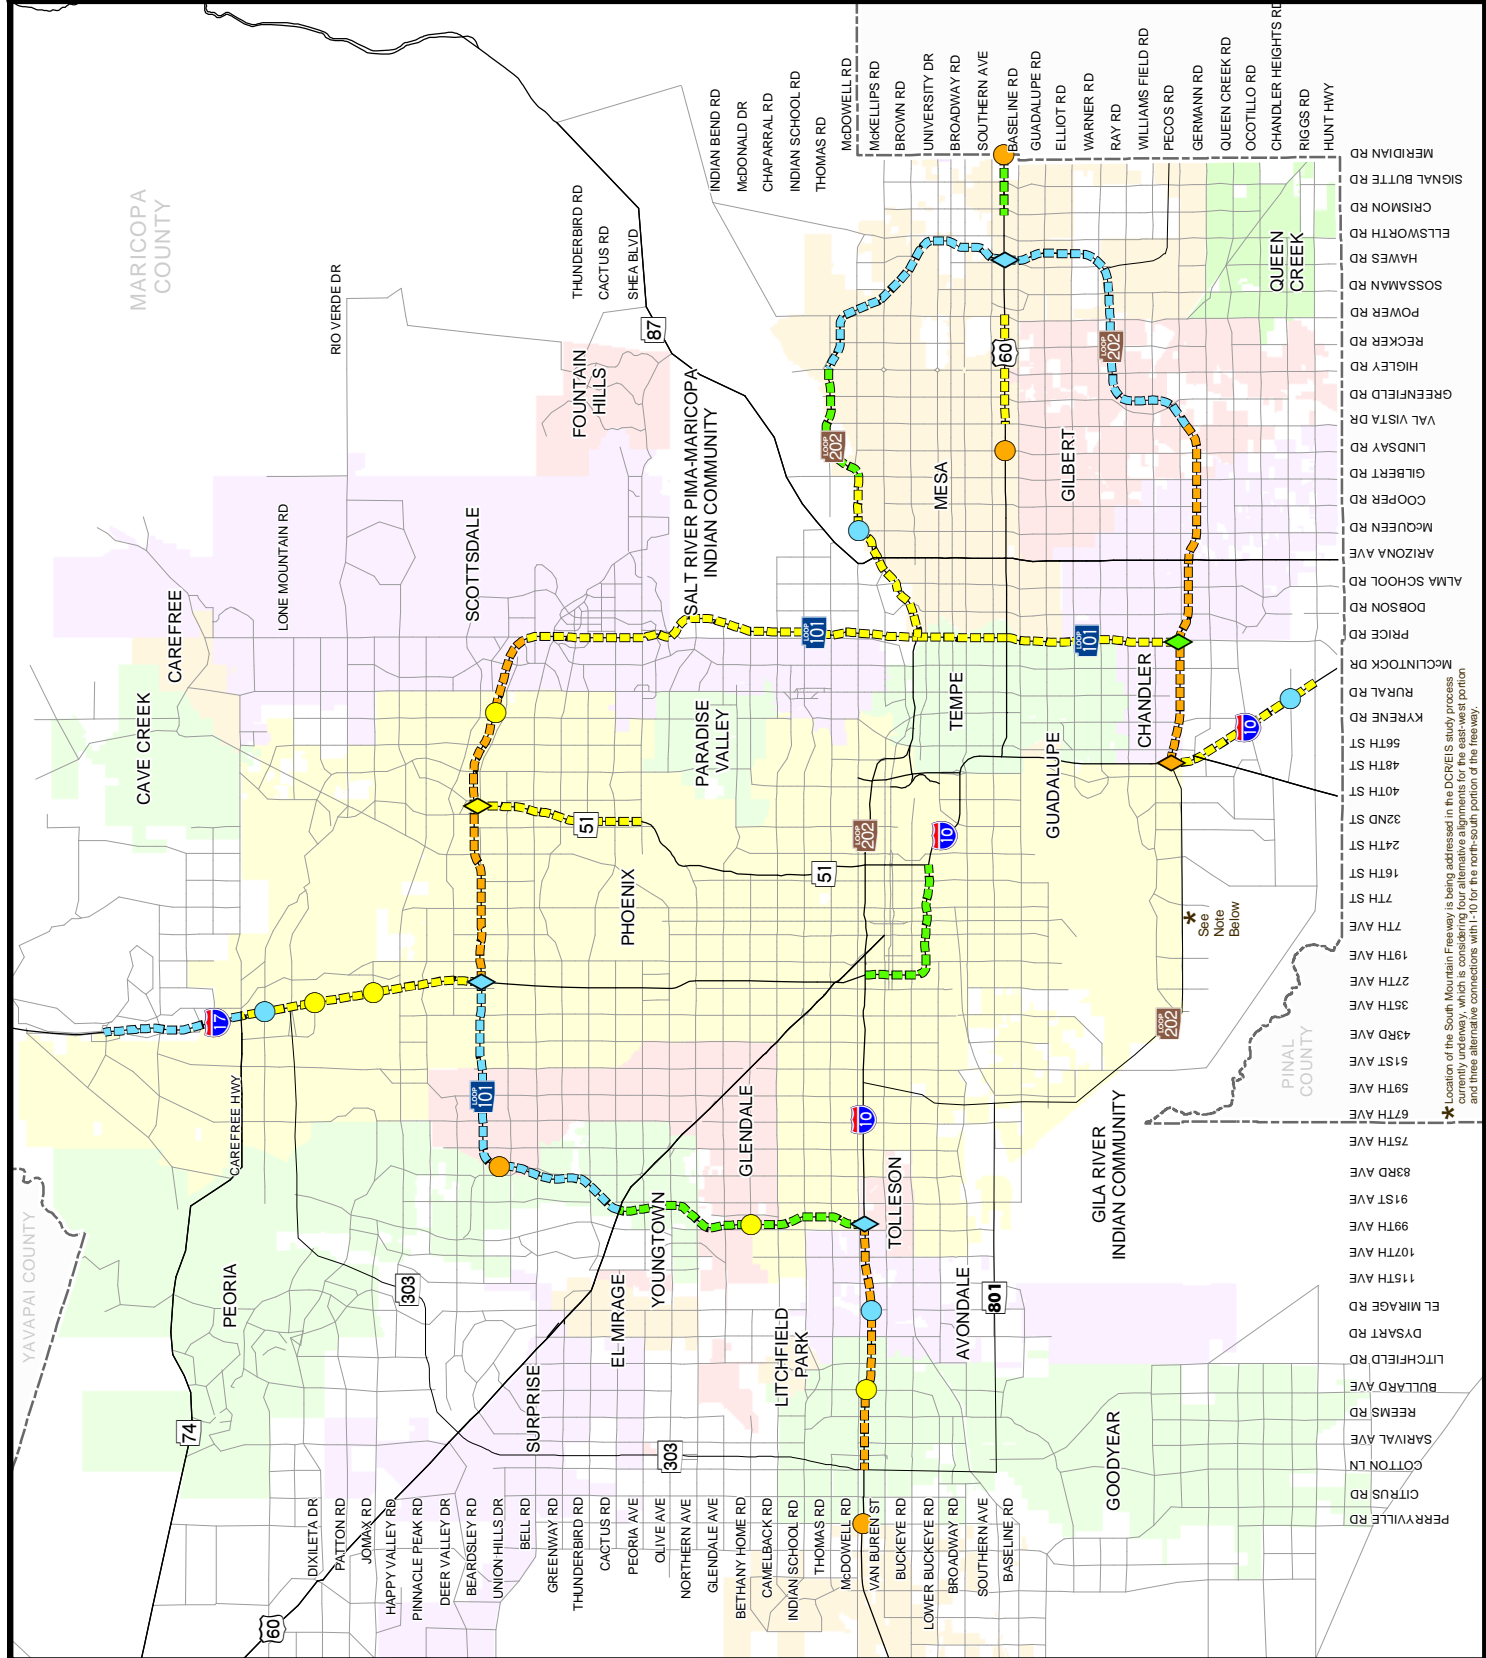 MARICOPA
COUNTY
RIO VERDE DR
THUNDERBIRD RD
CACTUS RD
SHEA BLVD
INDIAN BEND RD
McDONALD DR
CHAPARRAL RD
INDIAN SCHOOL RD
THOMAS RD
McDOWELL RD
McKELLIPS RD
BROWN RD
UNIVERSITY DR
BROADWAY RD
SOUTHERN AVE
BASELINE RD
GUADALUPE RD
ELLIOT RD
WARNER RD
RAY RD
WILLIAMS FIELD RD
PECOS RD
GERMANN RD
QUEEN CREEK RD
OCOTILLO RD
CHANDLER HEIGHTS RD
RIGGS RD
HUNT HWY
MERIDIAN RD
SIGNAL BUTTE RD
CRISMON RD
ELLSWORTH RD
HAWES RD
SOSSAMAN RD
POWER RD
RECKER RD
HIGLEY RD
GREENFIELD RD
VAL VISTA DR
LINDSAY RD
GILBERT RD
COOPER RD
McQUEEN RD
ARIZONA AVE
ALMA SCHOOL RD
DOBSON RD
PRICE RD
McCLINTOCK DR
RURAL RD
KYRENE RD
56TH ST
48TH ST
40TH ST
32ND ST
24TH ST
16TH ST
7TH ST
7TH AVE
19TH AVE
27TH AVE
35TH AVE
43RD AVE
51ST AVE
59TH AVE
67TH AVE
75TH AVE
83RD AVE
91ST AVE
99TH AVE
107TH AVE
115TH AVE
EL MIRAGE RD
DYSART RD
LITCHFIELD RD
BULLARD AVE
REEMS RD
SARIVAL AVE
COTTON LN
CITRUS RD
PERRYVILLE RD
QUEEN
CREEK
FOUNTAIN
HILLS
87
SALT RIVER PIMA-MARICOPA
INDIAN COMMUNITY
LOOP
202
60
LOOP
202
MESA
GILBERT
SCOTTSDALE
LONE MOUNTAIN RD
CAREFREE
CAVE CREEK
LOOP
101
LOOP
101
PARADISE
VALLEY
TEMPE
CHANDLER
GUADALUPE
10
51
51
LOOP
202
10
PHOENIX
*
See
Note
Below
LOOP
202
17
CAREFREE HWY
LOOP
101
GLENDALE
10
PINAL
COUNTY
GILA RIVER
INDIAN COMMUNITY
TOLLESON
YOUNGTOWN
EL MIRAGE
YAVAPAI COUNTY
PEORIA
303
801
AVONDALE
LITCHFIELD
PARK
SURPRISE
74
303
GOODYEAR
60
DIXILETA DR
PATTON RD
JOMAX RD
HAPPY VALLEY RD
PINNACLE PEAK RD
DEER VALLEY DR
BEARDSLEY RD
UNION HILLS DR
BELL RD
GREENWAY RD
THUNDERBIRD RD
CACTUS RD
PEORIA AVE
OLIVE AVE
NORTHERN AVE
GLENDALE AVE
BETHANY HOME RD
CAMELBACK RD
INDIAN SCHOOL RD
THOMAS RD
McDOWELL RD
VAN BUREN ST
BUCKEYE RD
LOWER BUCKEYE RD
BROADWAY RD
SOUTHERN AVE
BASELINE RD
* Location of the South Mountain Freeway is being addressed in the DCR/EIS study process
currently underway, which is considering four alternative alignments for the east-west portion
and three alternative connections with I-10 for the north-south portion of the freeway.